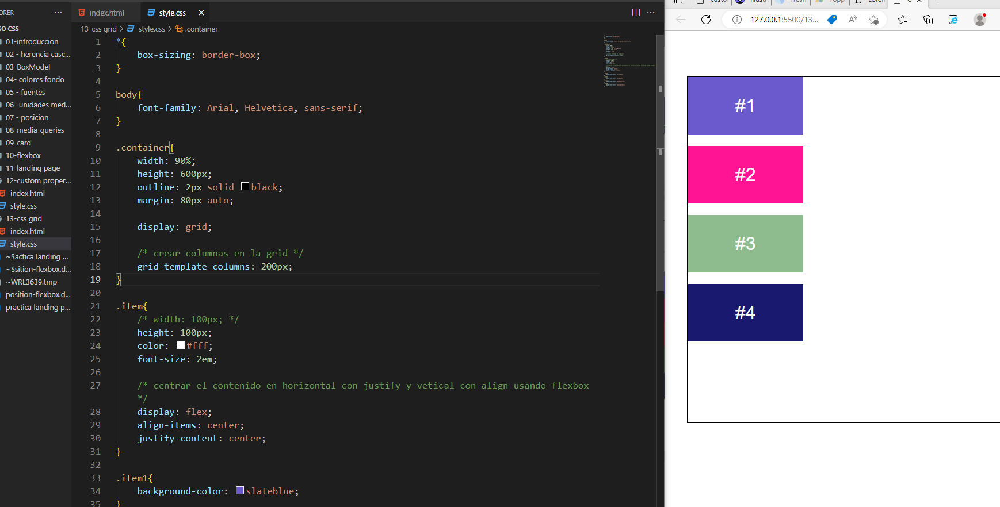 index.html
style.css
13-css grid > style.css > .container
ORER
GO CSS
01-introduccion
02 - herencia casc...
03-BoxModel
04- colores fondo
05 - fuentes
06- unidades med...
07 - posicion
08-media-queries
09-card
10-flexbox
11-landing page
12-custom proper...
index.html
style.css
13-css grid
index.html
style.css
~$actica landing ...
~$sition-flexbox.d...
~WRL3639.tmp
position-flexbox.d...
practica landing p...
1 *{
2 box-sizing: border-box;
3 }
4
5 body{
6 font-family: Arial, Helvetica, sans-serif;
7 }
8
9 .container{
10 width: 90%;
11 height: 600px;
12 outline: 2px solid black;
13 margin: 80px auto;
14
15 display: grid;
16
17 /* crear columnas en la grid */
18 grid-template-columns: 200px;
19 }
20
21 .item{
22 /* width: 100px; */
23 height: 100px;
24 color: #fff;
25 font-size: 2em;
26
27 /* centrar el contenido en horizontal con justify y vetical con align usando flexbox
*/
28 display: flex;
29 align-items: center;
30 justify-content: center;
31 }
32
33 .item1{
34 background-color: slateblue;
35 }
127.0.0.1:5500/13...
#1
#2
#3
#4